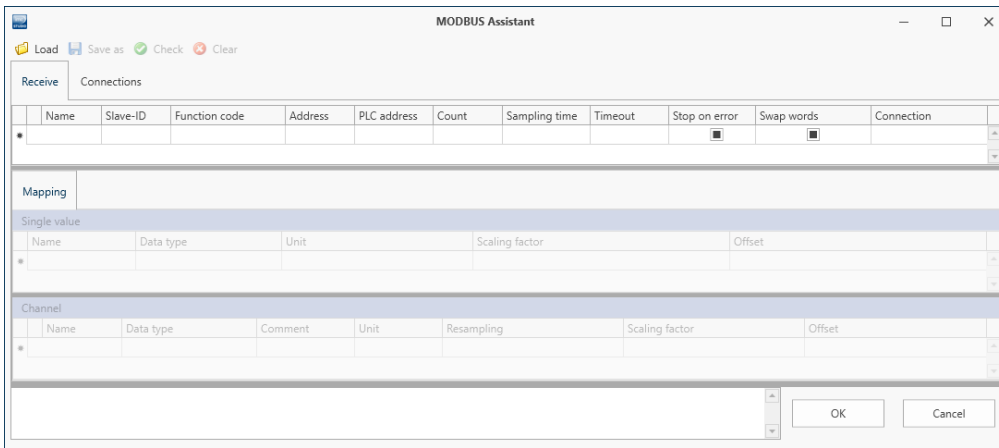 MODBUS Assistant
Load Save as Check Clear
Receive Connections
Name Slave-ID Function code Address PLC address Count Sampling time Timeout Stop on error Swap words Connection
Mapping
Single value
Name Data type Unit Scaling factor Offset
Channel
Name Data type Comment Unit Resampling Scaling factor Offset
OK Cancel